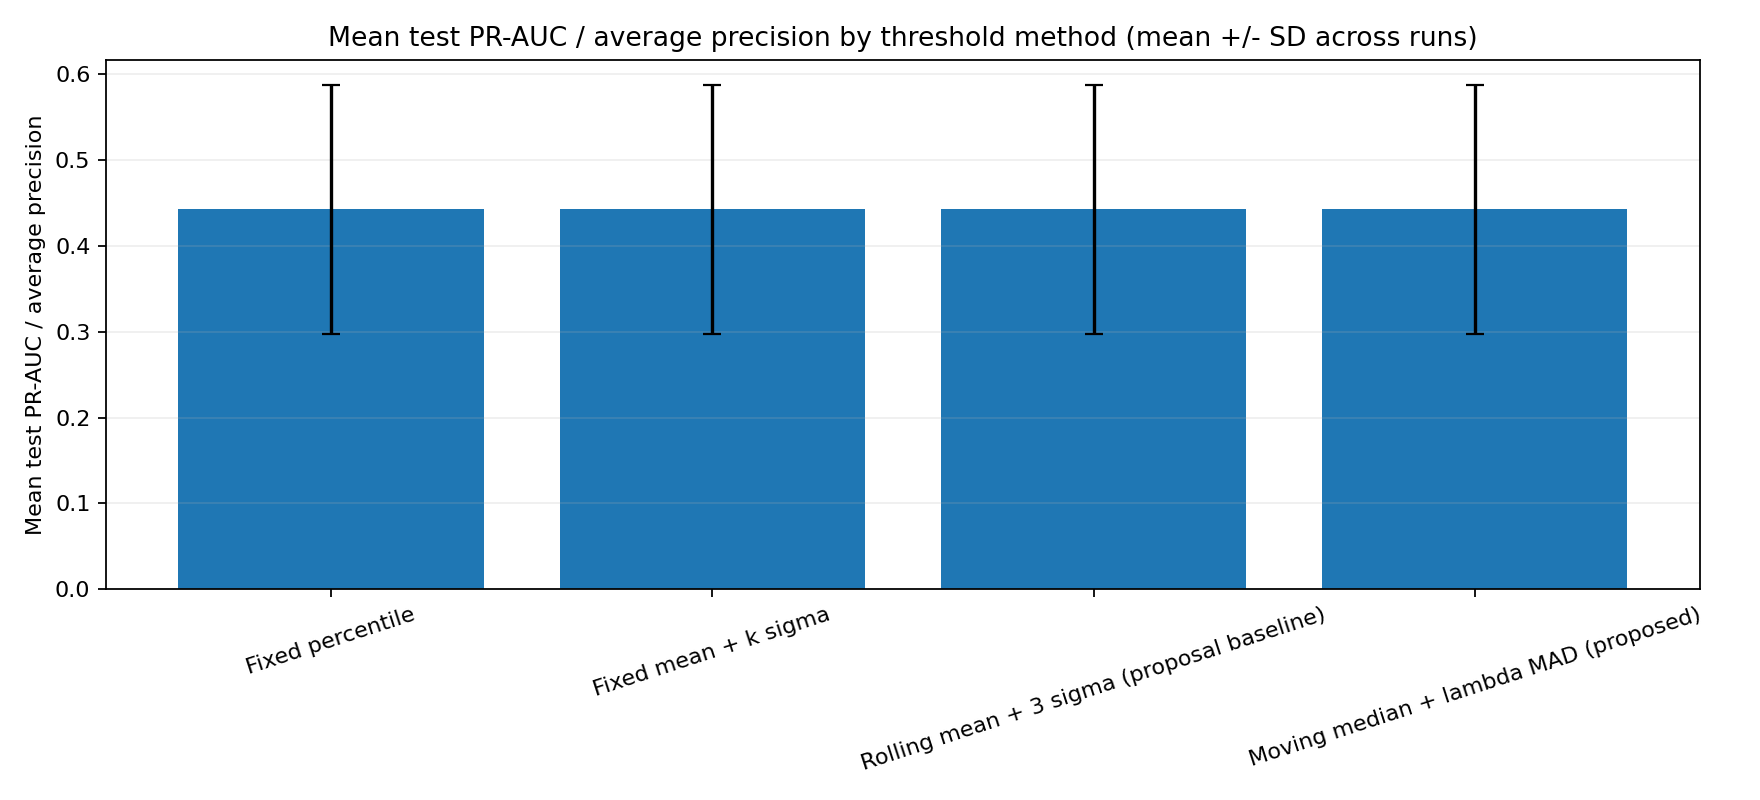 Mean test PR-AUC / average precision by threshold method (mean +/- SD across runs)
Mean test PR-AUC / average precision
0.6
0.5
0.4
0.3
0.2
0.1
0.0
Fixed percentile
Fixed mean + k sigma
Rolling mean + 3 sigma (proposal baseline)
Moving median + lambda MAD (proposed)